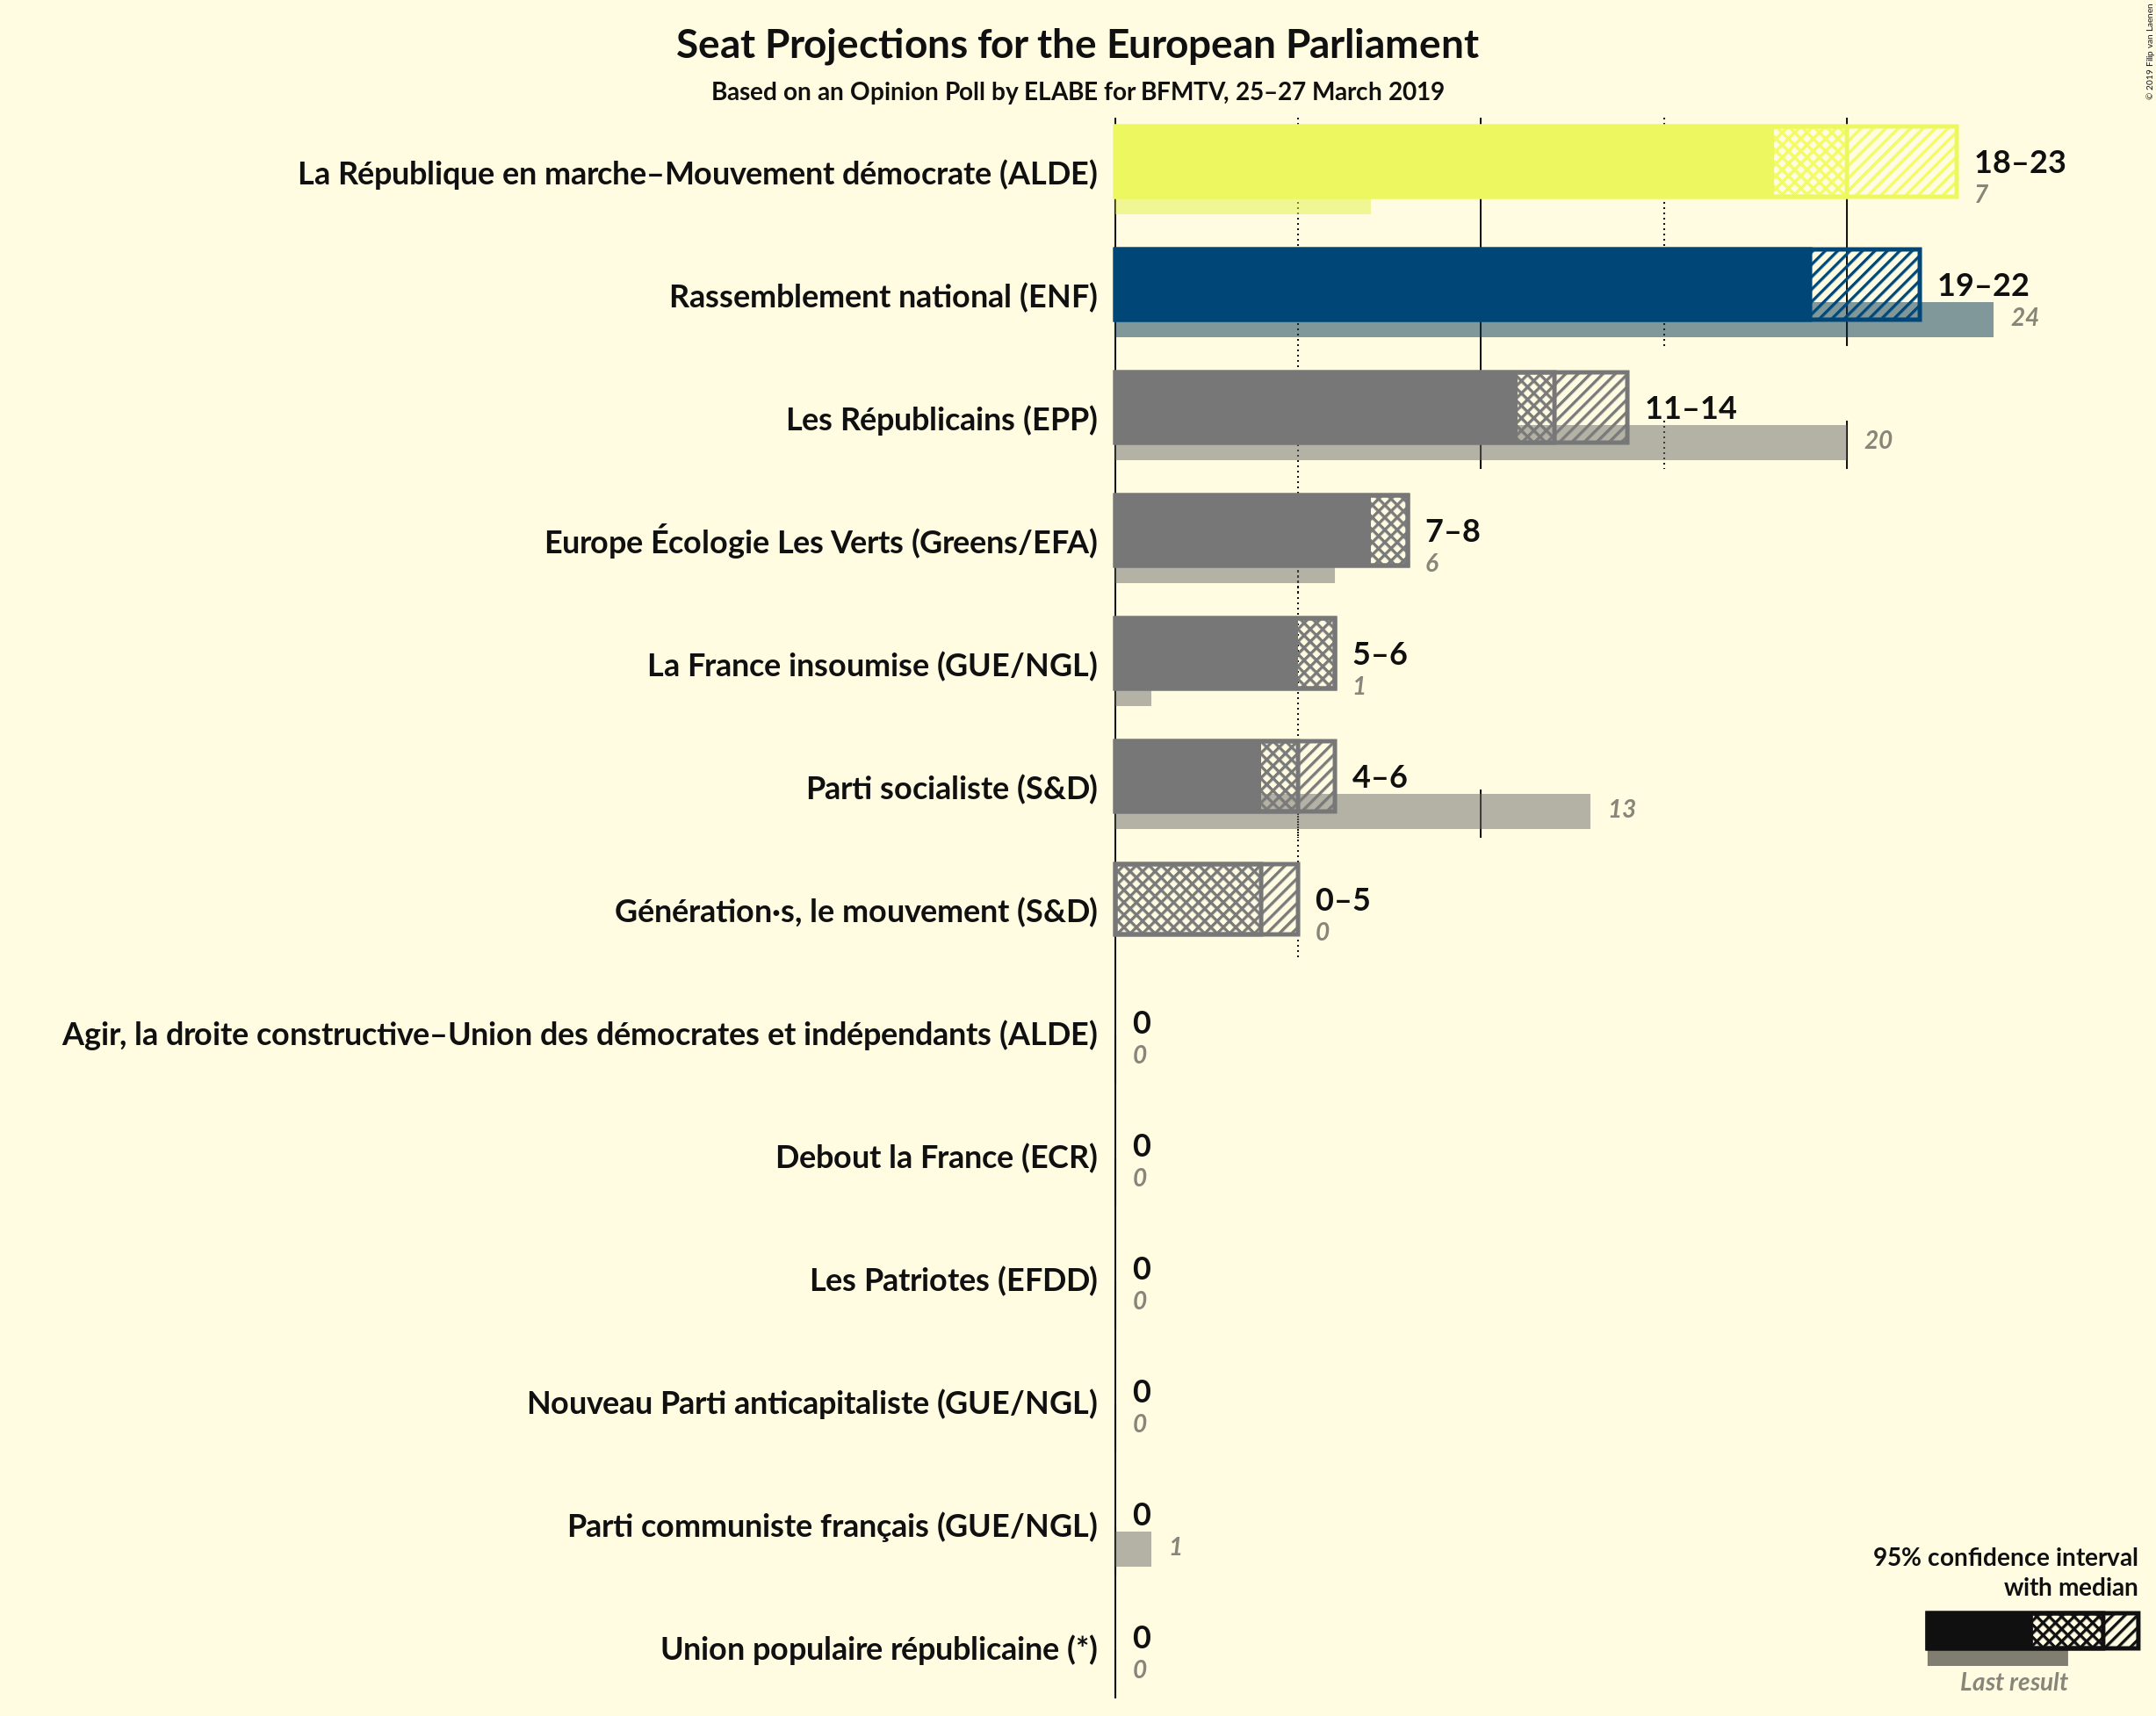 Seat Projections for the European Parliament
Based on an Opinion Poll by ELABE for BFMTV, 25–27 March 2019
© 2019 Filip van Laenen
La République en marche–Mouvement démocrate (ALDE)
18–23
7
Rassemblement national (ENF)
19–22
24
Les Républicains (EPP)
11–14
20
Europe Écologie Les Verts (Greens/EFA)
7–8
6
La France insoumise (GUE/NGL)
5–6
1
Parti socialiste (S&D)
4–6
13
Génération·s, le mouvement (S&D)
0–5
0
Agir, la droite constructive–Union des démocrates et indépendants (ALDE)
0
0
Debout la France (ECR)
0
0
Les Patriotes (EFDD)
0
0
Nouveau Parti anticapitaliste (GUE/NGL)
0
0
Parti communiste français (GUE/NGL)
0
1
Union populaire républicaine (*)
0
0
95% confidence interval
with median
Last result